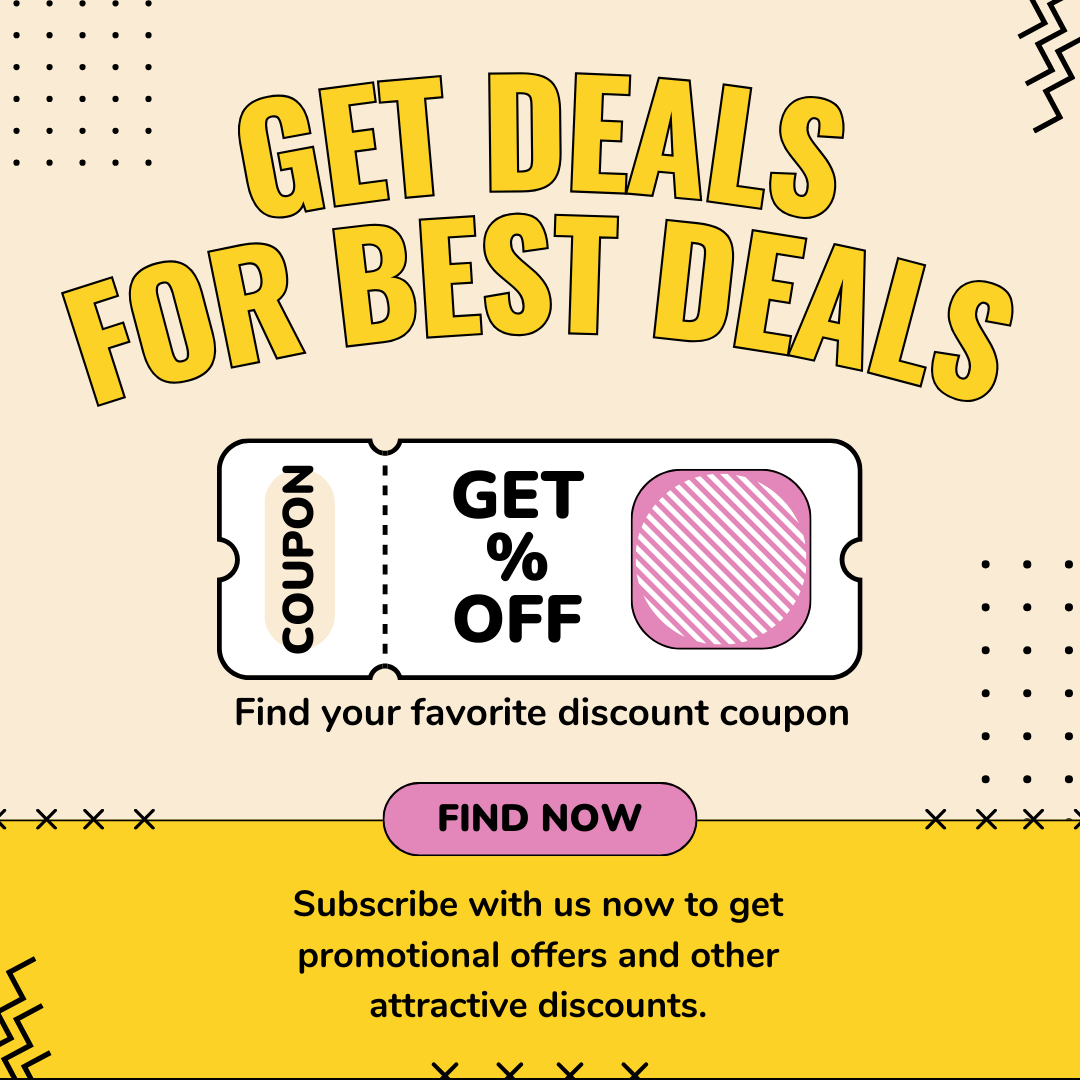 GET DEALS
FOR BEST DEALS
COUPON
GET
%
OFF
Find your favorite discount coupon
FIND NOW
Subscribe with us now to get
promotional offers and other
attractive discounts.